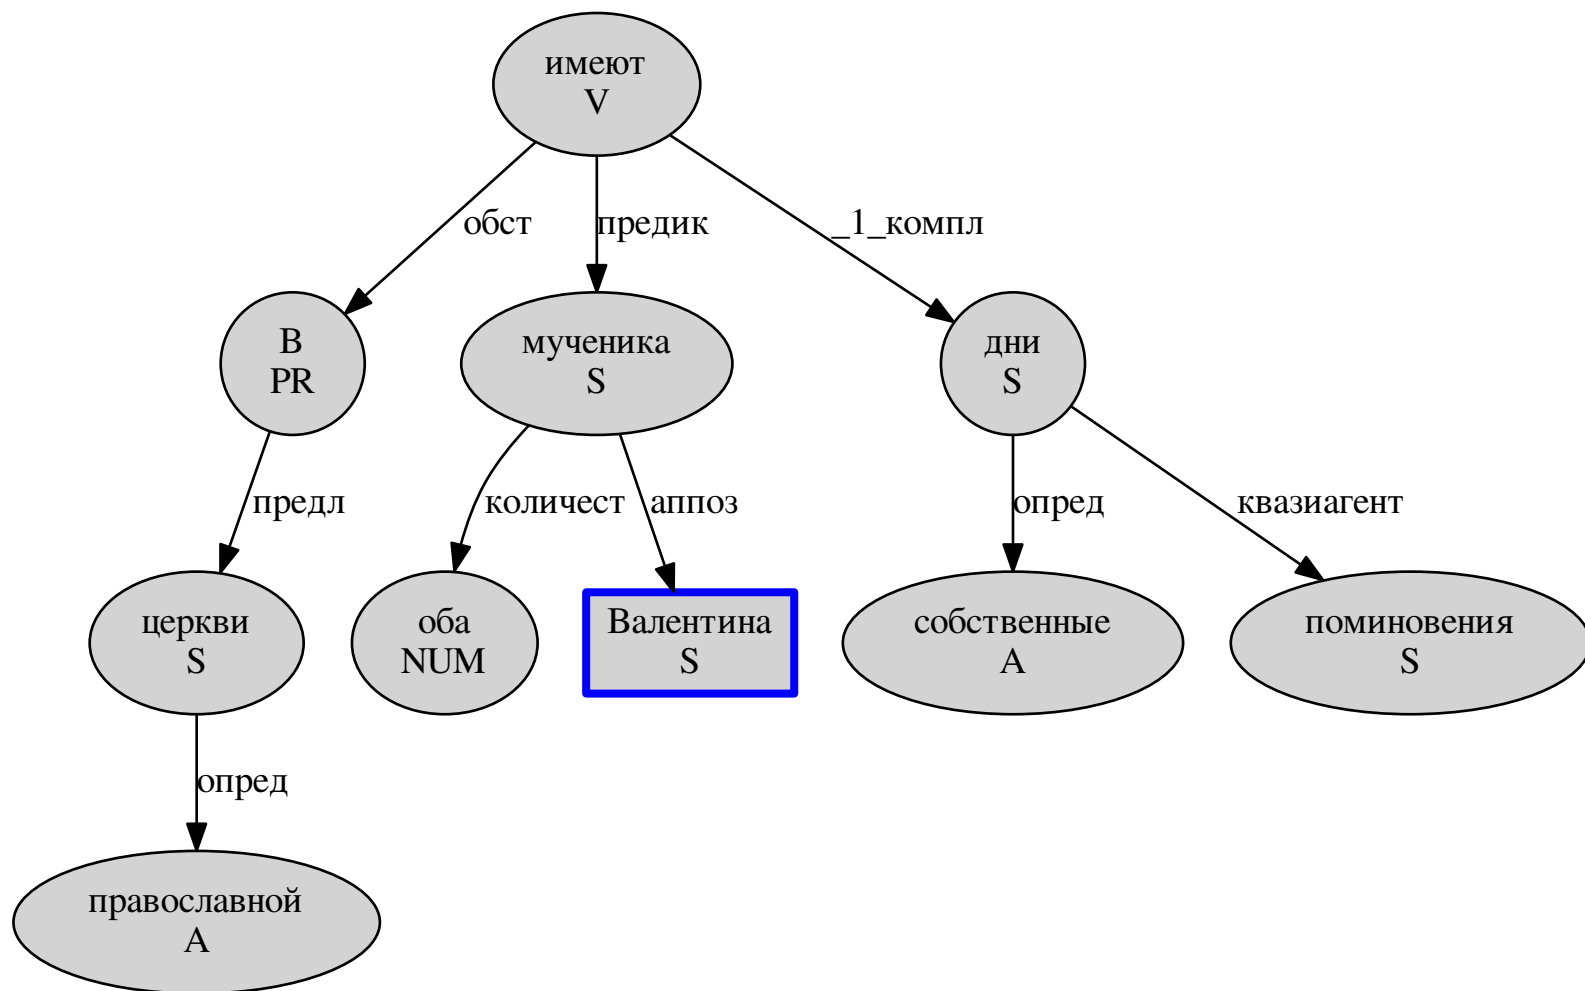 имеют
V
обст
предик
_1_компл
В
PR
мученика
S
дни
S
предл
количест
аппоз
опред
квазиагент
церкви
S
оба
NUM
Валентина
S
собственные
A
поминовения
S
опред
православной
A